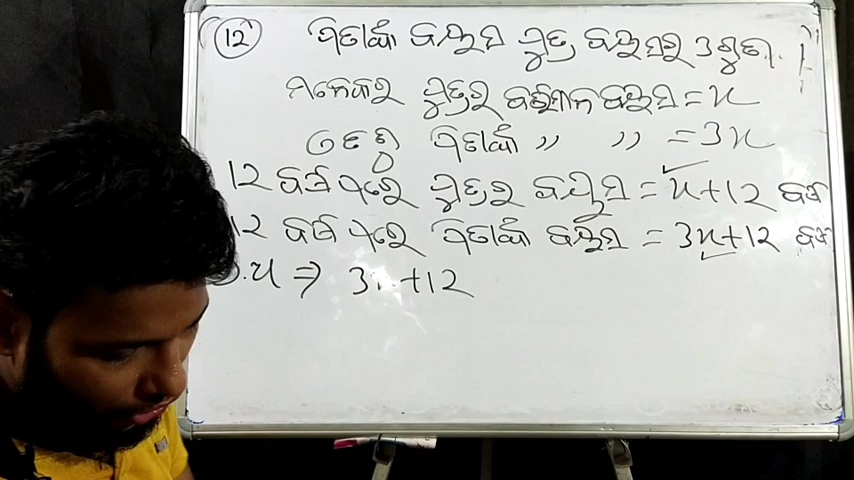 (12) ପିତାଙ୍କ ବୟସ ପୁତ୍ର ବୟସର 3 ଗୁଣ।
ମନେକର ପୁତ୍ରର ବର୍ତ୍ତମାନ ବୟସ = x
ତେଣୁ ପିତାଙ୍କ " " = 3x
12 ବର୍ଷ ପରେ ପୁତ୍ରର ବୟସ = x+12 ବର୍ଷ
12 ବର୍ଷ ପରେ ପିତାଙ୍କ ବୟସ = 3x+12 ବର୍ଷ
.x ⇒ 3x+12